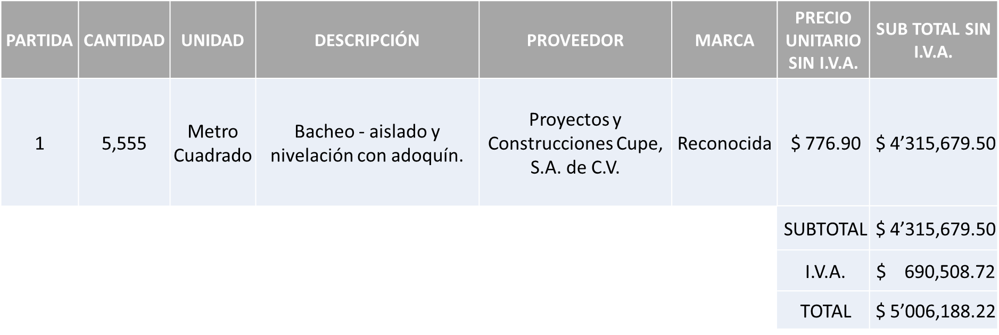 PARTIDA
CANTIDAD
UNIDAD
DESCRIPCIÓN
PROVEEDOR
MARCA
PRECIO
UNITARIO
SIN I.V.A.
SUB TOTAL SIN
I.V.A.
1
5,555
Metro
Cuadrado
Bacheo - aislado y
nivelación con adoquín.
Proyectos y
Construcciones Cupe,
S.A. de C.V.
Reconocida
$ 776.90
$ 4’315,679.50
SUBTOTAL
$ 4’315,679.50
I.V.A.
$ 690,508.72
TOTAL
$ 5’006,188.22